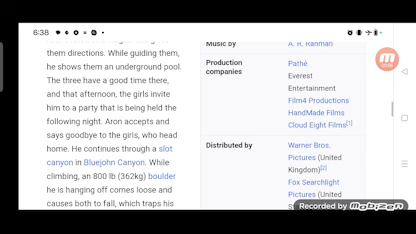 6:38
them directions. While guiding them,
he shows them an underground pool.
The three have a good time there,
and that afternoon, the girls invite
him to a party that is being held the
following night. Aron accepts and
says goodbye to the girls, who head
home. He continues through a slot
canyon in Bluejohn Canyon. While
climbing, an 800 lb (362kg) boulder
he is hanging off comes loose and
causes both to fall, which traps his
Music by
A. R. Rahman
Production
companies
Pathé
Everest
Entertainment
Film4 Productions
HandMade Films
Cloud Eight Films[1]
Distributed by
Warner Bros.
Pictures (United
Kingdom)[2]
Fox Searchlight
Pictures (United
Recorded by
Mobizen